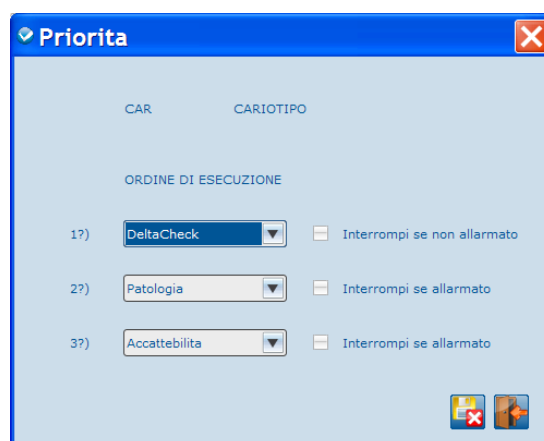 Priorita
CAR CARIOTIPO
ORDINE DI ESECUZIONE
1?) DeltaCheck Interrompi se non allarmato
2?) Patologia Interrompi se allarmato
3?) Accattebilita Interrompi se allarmato